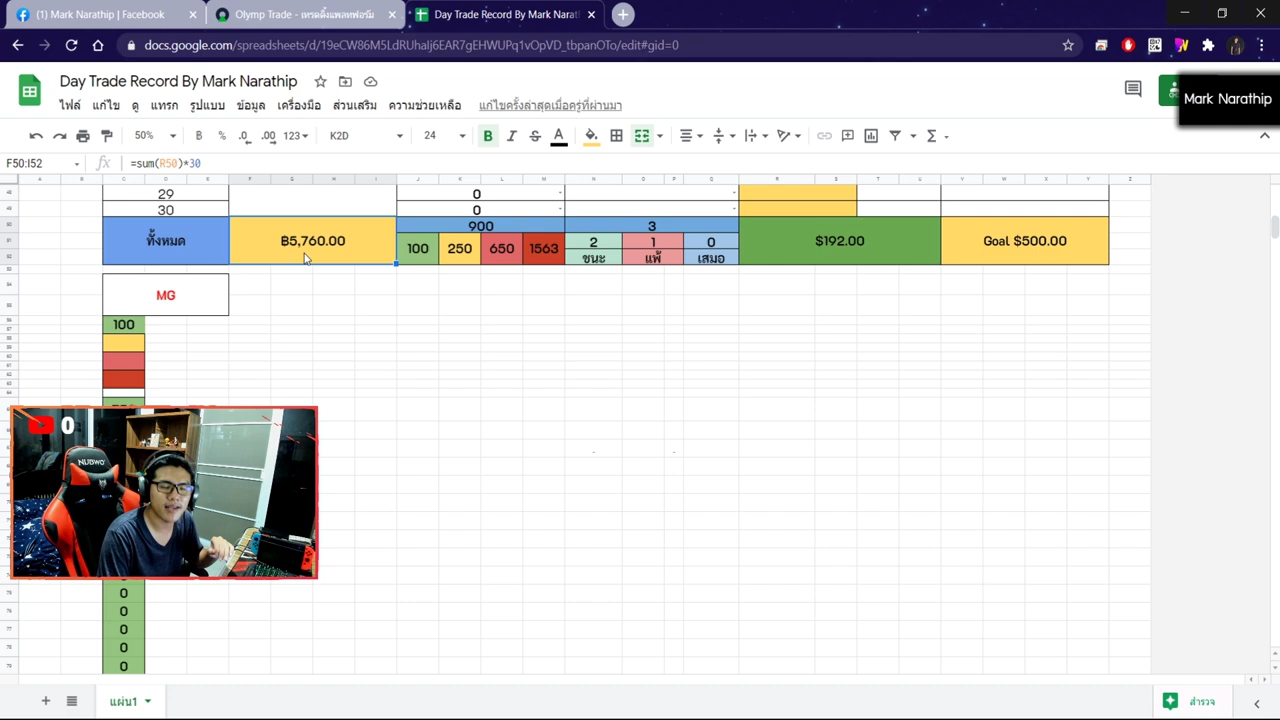 (1) Mark Narathip | Facebook
Olymp Trade - เทรดดิ้งแพลทฟอร์ม
Day Trade Record By Mark Narat
docs.google.com/spreadsheets/d/19eCW86M5LdRUhaIj6EAR7gEHWUPq1vOpVD_tbpanOTo/edit#gid=0
Day Trade Record By Mark Narathip
ไฟล์ แก้ไข ดู แทรก รูปแบบ ข้อมูล เครื่องมือ ส่วนเสริม ความช่วยเหลือ แก้ไขครั้งล่าสุดเมื่อครู่ที่ผ่านมา
Mark Narathip
50% ฿ % .0 .00 123 K2D 24 B I S A
F50:I52 fx =sum(R50)*30
29 0
30 0
ทั้งหมด ฿5,760.00 900 3 $192.00 Goal $500.00
100 250 650 1563 2 1 0
ชนะ แพ้ เสมอ
MG
100
0
NUBWO
0
0
0
0
0
แผ่น1
สำรวจ